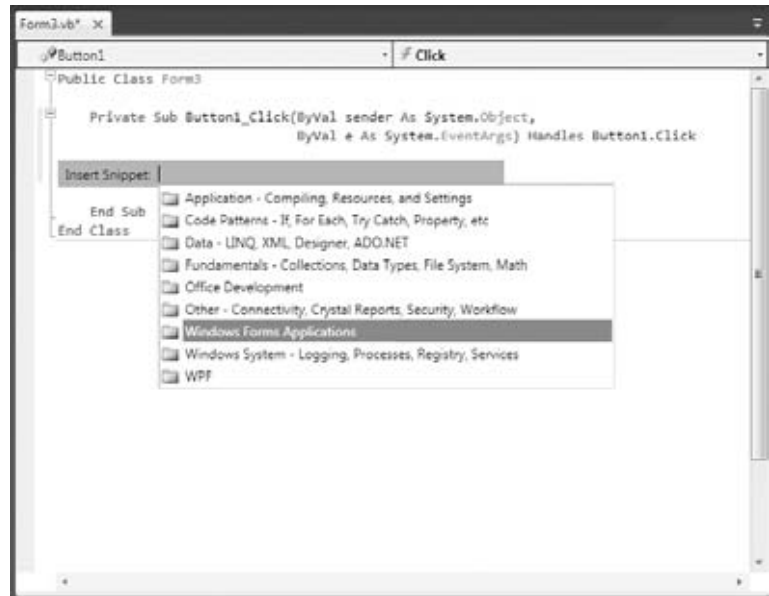 Form3.vb* ×
Button1 Click
Public Class Form3
Private Sub Button1_Click(ByVal sender As System.Object,
ByVal e As System.EventArgs) Handles Button1.Click
Insert Snippet:
Application - Compiling, Resources, and Settings
Code Patterns - If, For Each, Try Catch, Property, etc
Data - LINQ, XML, Designer, ADO.NET
Fundamentals - Collections, Data Types, File System, Math
Office Development
Other - Connectivity, Crystal Reports, Security, Workflow
Windows Forms Applications
Windows System - Logging, Processes, Registry, Services
WPF
End Sub
End Class